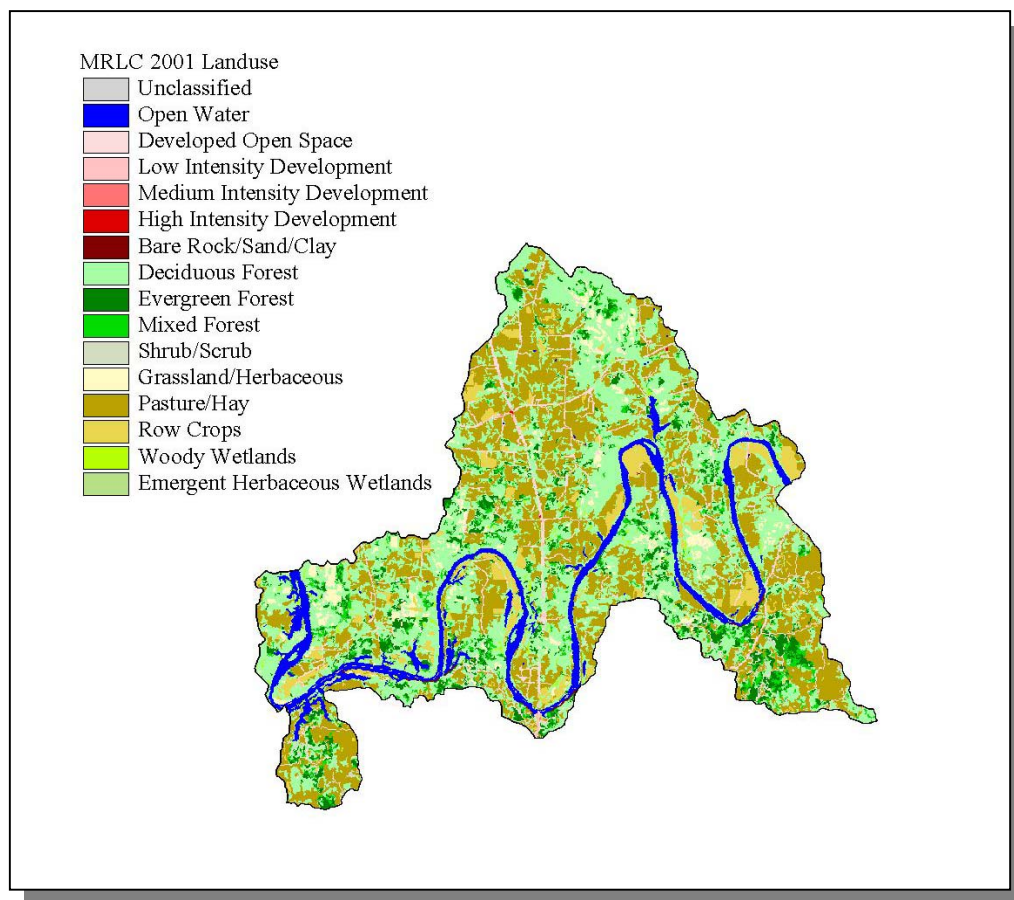 MRLC 2001 Landuse
Unclassified
Open Water
Developed Open Space
Low Intensity Development
Medium Intensity Development
High Intensity Development
Bare Rock/Sand/Clay
Deciduous Forest
Evergreen Forest
Mixed Forest
Shrub/Scrub
Grassland/Herbaceous
Pasture/Hay
Row Crops
Woody Wetlands
Emergent Herbaceous Wetlands